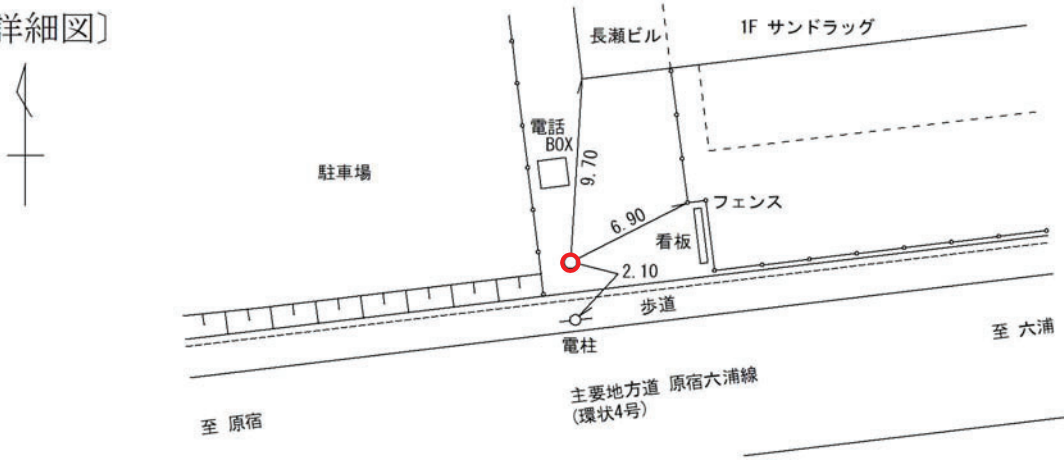 詳細図〕
長瀬ビル
1F サンドラッグ
電話
BOX
駐車場
9.70
6.90
フェンス
看板
2.10
歩道
電柱
至 六浦
主要地方道 原宿六浦線
(環状4号)
至 原宿